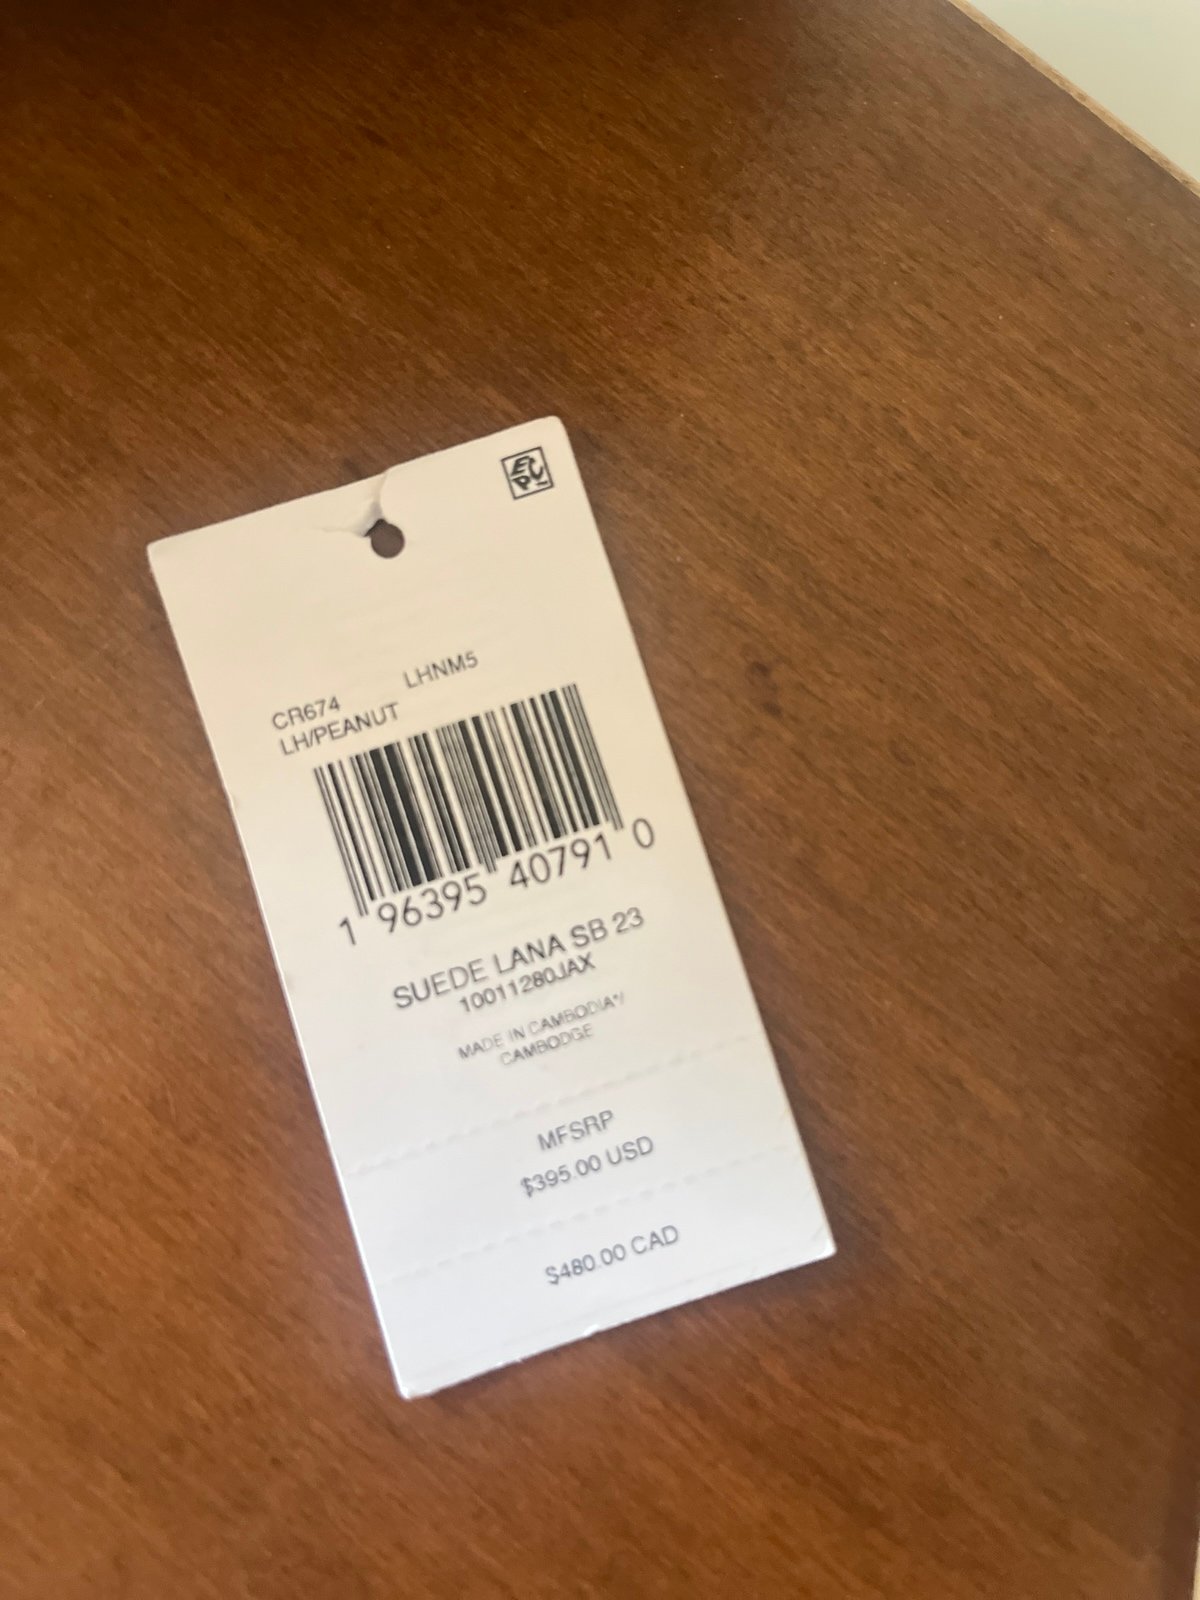 EPC
CR674 LHNM5
LH/PEANUT
1 96395 40791 0
SUEDE LANA SB 23
10011280JAX
MADE IN CAMBODIA*/
CAMBODGE
MFSRP
$395.00 USD
$480.00 CAD